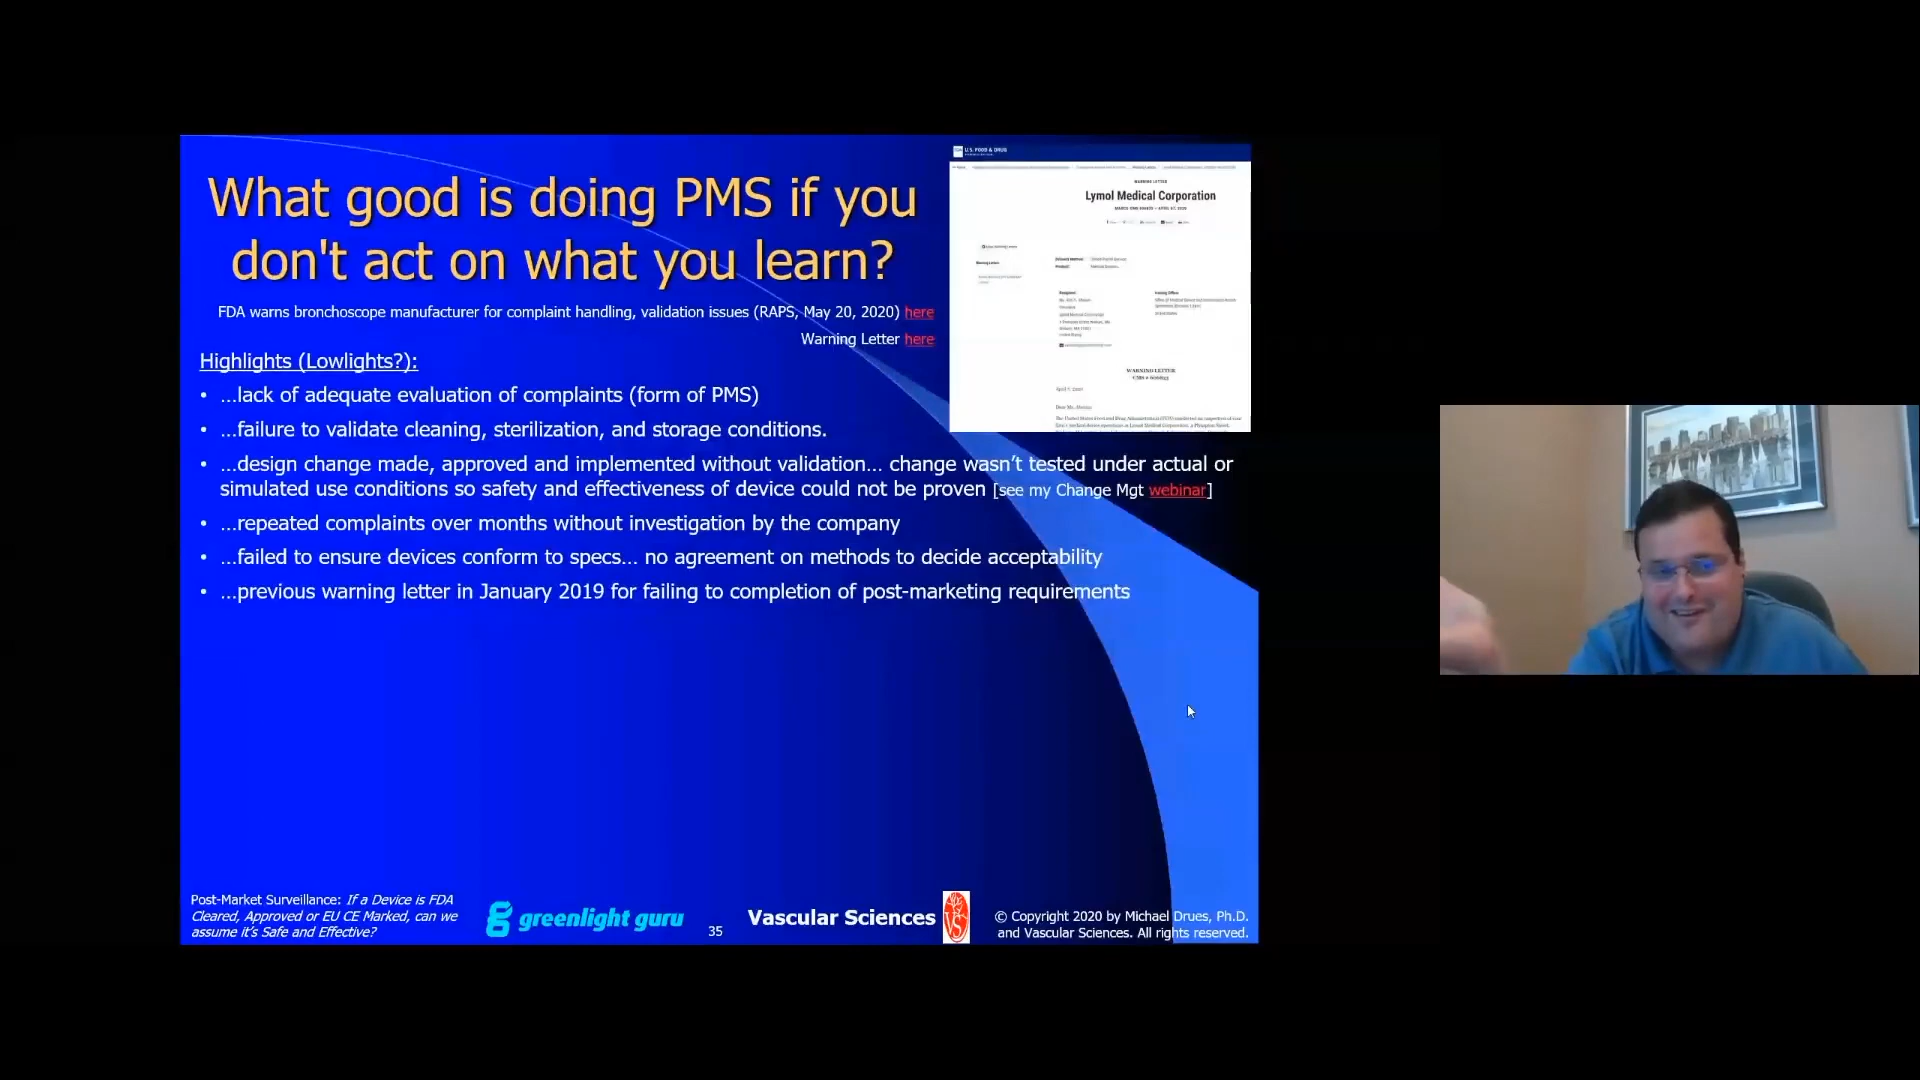 What good is doing PMS if you
don't act on what you learn?
FDA warns bronchoscope manufacturer for complaint handling, validation issues (RAPS, May 20, 2020) here
Warning Letter here
Highlights (Lowlights?):
• ...lack of adequate evaluation of complaints (form of PMS)
• ...failure to validate cleaning, sterilization, and storage conditions.
• ...design change made, approved and implemented without validation... change wasn't tested under actual or
simulated use conditions so safety and effectiveness of device could not be proven [see my Change Mgt webinar]
• ...repeated complaints over months without investigation by the company
• ...failed to ensure devices conform to specs... no agreement on methods to decide acceptability
• ...previous warning letter in January 2019 for failing to completion of post-marketing requirements
U.S. FOOD & DRUG
WARNING LETTER
Lymol Medical Corporation
WARNING LETTER
Post-Market Surveillance: If a Device is FDA
Cleared, Approved or EU CE Marked, can we
assume it's Safe and Effective?
greenlight guru
35
Vascular Sciences
VS
© Copyright 2020 by Michael Drues, Ph.D.
and Vascular Sciences. All rights reserved.